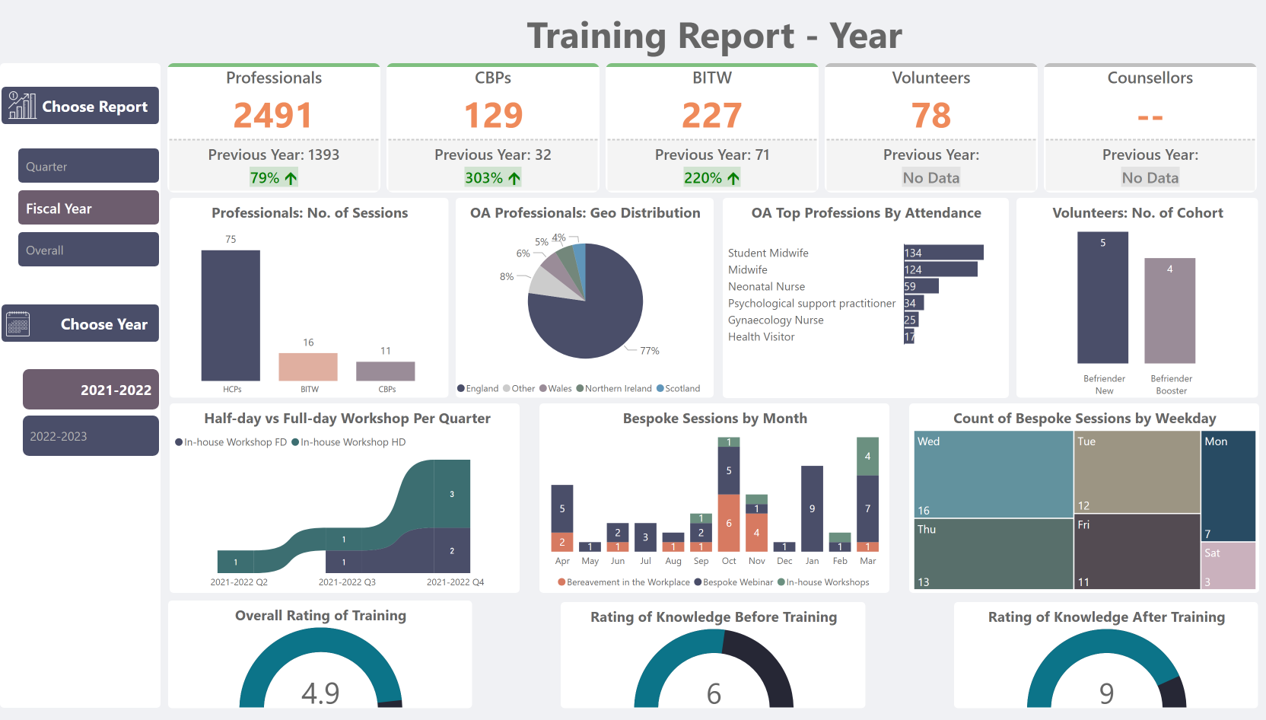 Training Report - Year
Choose Report
Quarter
Fiscal Year
Overall
Choose Year
2021-2022
2022-2023
Professionals
2491
Previous Year: 1393
79%
CBPs
129
Previous Year: 32
303%
BITW
227
Previous Year: 71
220%
Volunteers
78
Previous Year:
No Data
Counsellors
--
Previous Year:
No Data
Professionals: No. of Sessions
75
16
11
HCPs
BITW
CBPs
OA Professionals: Geo Distribution
4%
5%
6%
8%
77%
England
Other
Wales
Northern Ireland
Scotland
OA Top Professions By Attendance
Student Midwife 134
Midwife 124
Neonatal Nurse 59
Psychological support practitioner 34
Gynaecology Nurse 25
Health Visitor 17
Volunteers: No. of Cohort
5
4
Befriender
New
Befriender
Booster
Half-day vs Full-day Workshop Per Quarter
In-house Workshop FD
In-house Workshop HD
3
1
1
1
2
2021-2022 Q2
2021-2022 Q3
2021-2022 Q4
Bespoke Sessions by Month
5
2
1
2
1
3
1
1
2
1
1
5
6
1
4
1
9
1
4
7
1
Apr May Jun Jul Aug Sep Oct Nov Dec Jan Feb Mar
Bereavement in the Workplace
Bespoke Webinar
In-house Workshops
Count of Bespoke Sessions by Weekday
Wed
16
Tue
12
Mon
7
Thu
13
Fri
11
Sat
3
Overall Rating of Training
4.9
Rating of Knowledge Before Training
6
Rating of Knowledge After Training
9